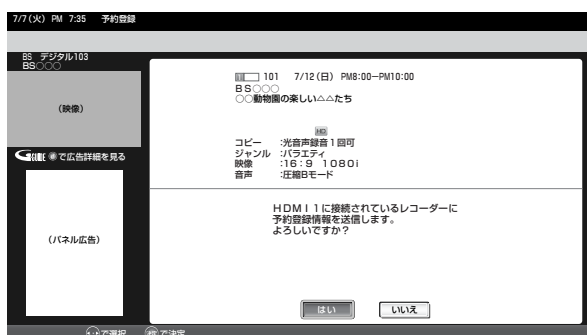 7/7(火) PM 7:35 予約登録
BS デジタル103
BS○○○
(映像)
Gガイド で広告詳細を見る
(パネル広告)
101 7/12(日) PM8:00−PM10:00
BS○○○
○○動物園の楽しい△△たち
HD
コピー :光音声録音1回可
ジャンル :バラエティ
映像 :16:9 1080i
音声 :圧縮Bモード
HDMI1に接続されているレコーダーに
予約登録情報を送信します。
よろしいですか?
はい いいえ
で選択 で決定